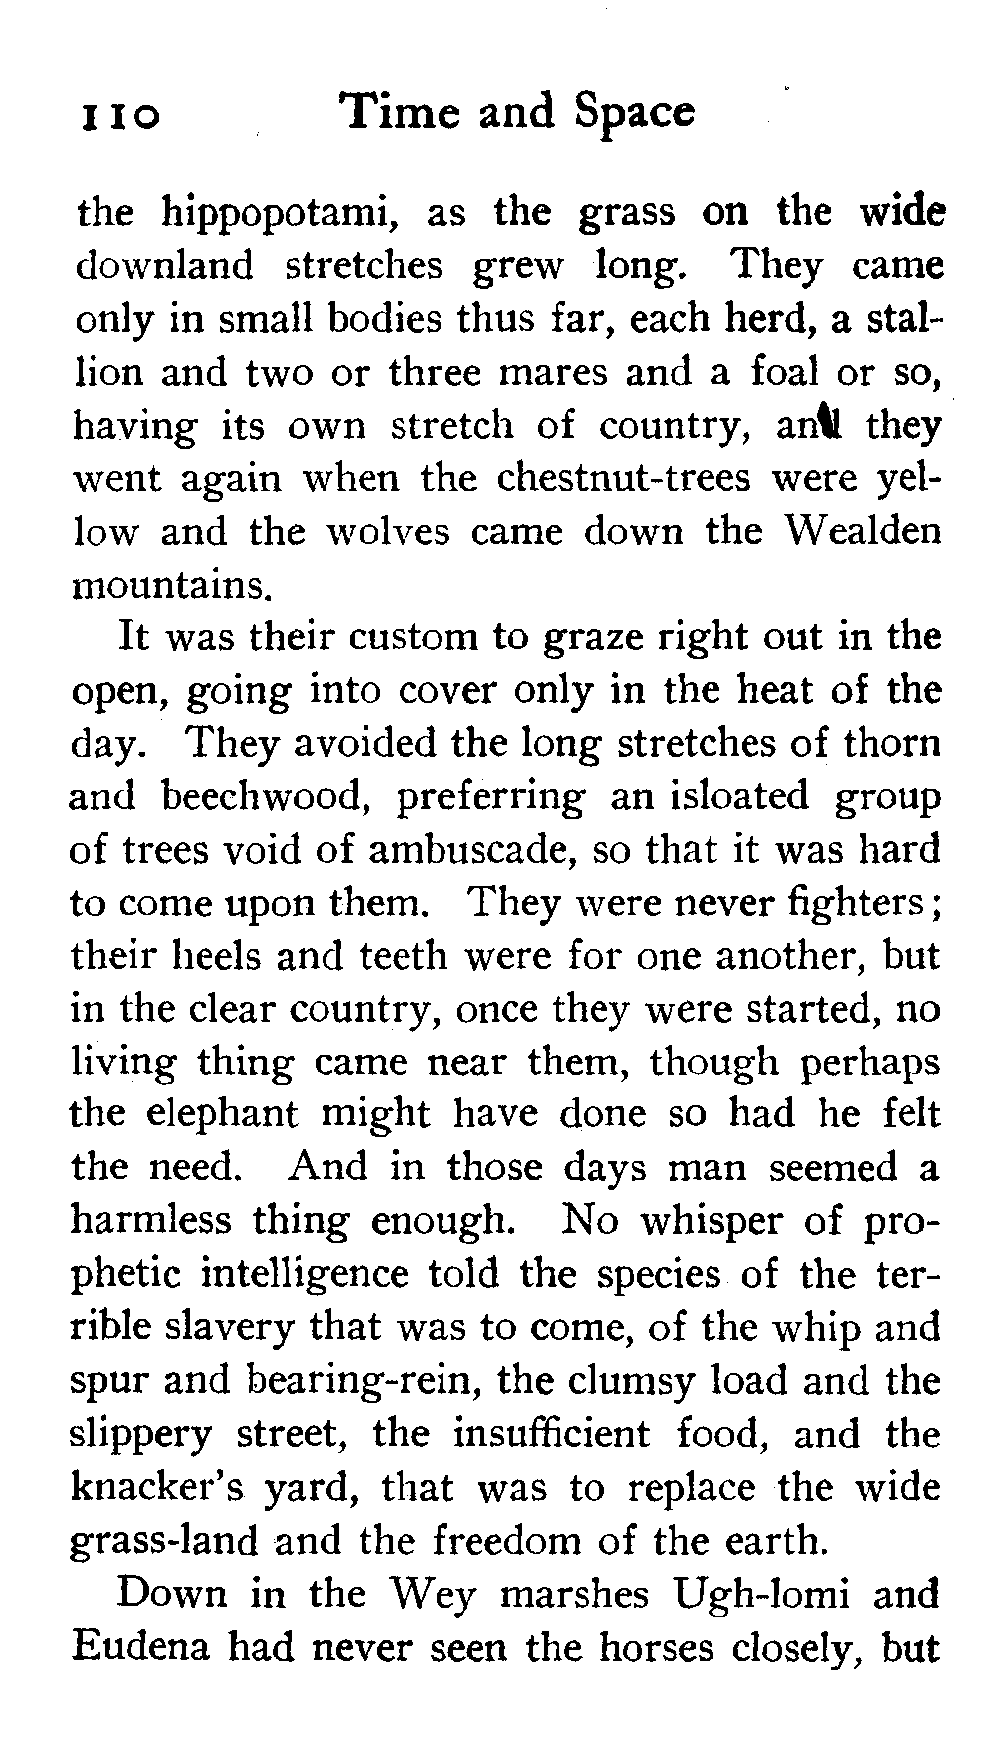 110 Time and Space
the hippopotami, as the grass on the wide
downland stretches grew long. They came
only in small bodies thus far, each herd, a stal-
lion and two or three mares and a foal or so,
having its own stretch of country, and they
went again when the chestnut-trees were yel-
low and the wolves came down the Wealden
mountains.
It was their custom to graze right out in the
open, going into cover only in the heat of the
day. They avoided the long stretches of thorn
and beechwood, preferring an isloated group
of trees void of ambuscade, so that it was hard
to come upon them. They were never fighters;
their heels and teeth were for one another, but
in the clear country, once they were started, no
living thing came near them, though perhaps
the elephant might have done so had he felt
the need. And in those days man seemed a
harmless thing enough. No whisper of pro-
phetic intelligence told the species of the ter-
rible slavery that was to come, of the whip and
spur and bearing-rein, the clumsy load and the
slippery street, the insufficient food, and the
knacker's yard, that was to replace the wide
grass-land and the freedom of the earth.
Down in the Wey marshes Ugh-lomi and
Eudena had never seen the horses closely, but